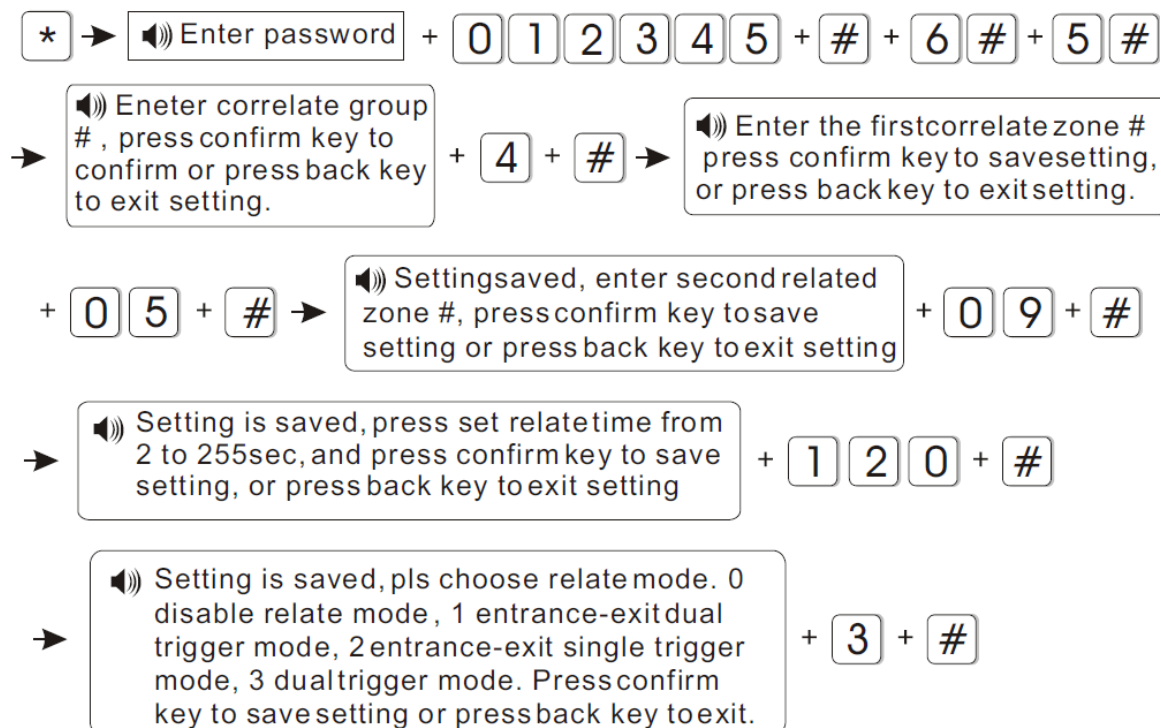 * Enter password + 0 1 2 3 4 5 + # + 6 # + 5 #
Eneter correlate group
# , press confirm key to
confirm or press back key
to exit setting.
+ 4 + #
Enter the firstcorrelate zone #
press confirm key to savesetting,
or press back key to exitsetting.
+ 0 5 + #
Settingsaved, enter second related
zone #, pressconfirm key tosave
setting or press back key to exit setting
+ 0 9 + #
Setting is saved, press set relatetime from
2 to 255sec, and press confirm key to save
setting, or press back key to exit setting
+ 1 2 0 + #
Setting is saved, pls choose relate mode. 0
disable relate mode , 1 entrance-exit dual
trigger mode, 2 entrance-exit single trigger
mode, 3 dualtrigger mode. Pressconfirm
key to save setting or press back key to exit.
+ 3 + #